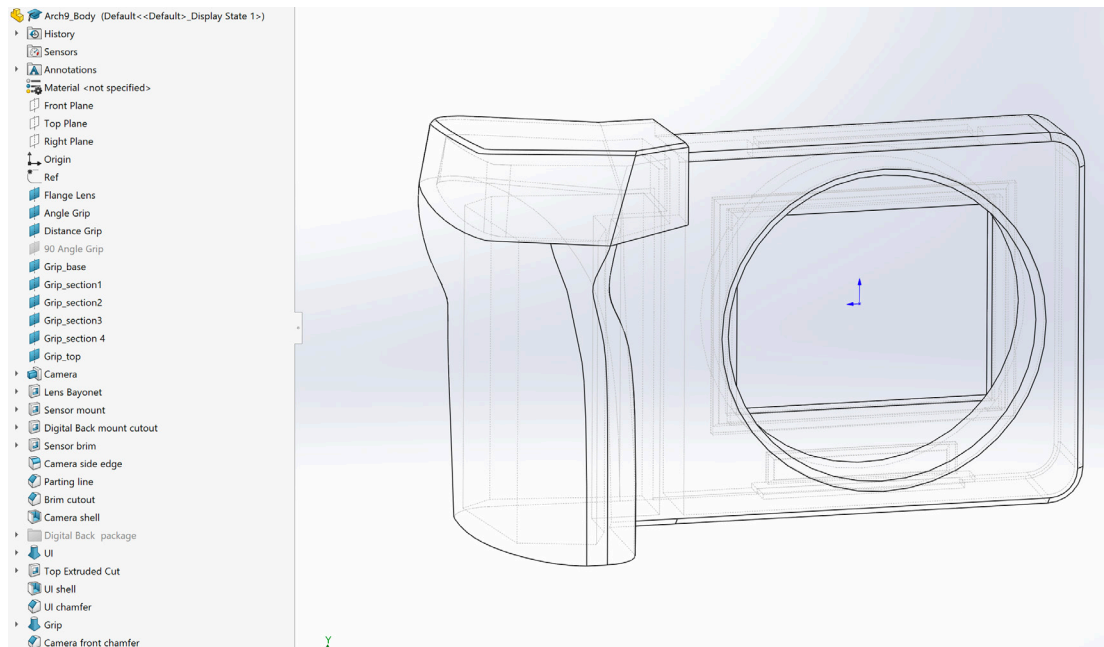 Arch9_Body (Default<<Default>_Display State 1>)
History
Sensors
Annotations
Material <not specified>
Front Plane
Top Plane
Right Plane
Origin
Ref
Flange Lens
Angle Grip
Distance Grip
90 Angle Grip
Grip_base
Grip_section1
Grip_section2
Grip_section3
Grip_section 4
Grip_top
Camera
Lens Bayonet
Sensor mount
Digital Back mount cutout
Sensor brim
Camera side edge
Parting line
Brim cutout
Camera shell
Digital Back package
UI
Top Extruded Cut
UI shell
UI chamfer
Grip
Camera front chamfer
Y